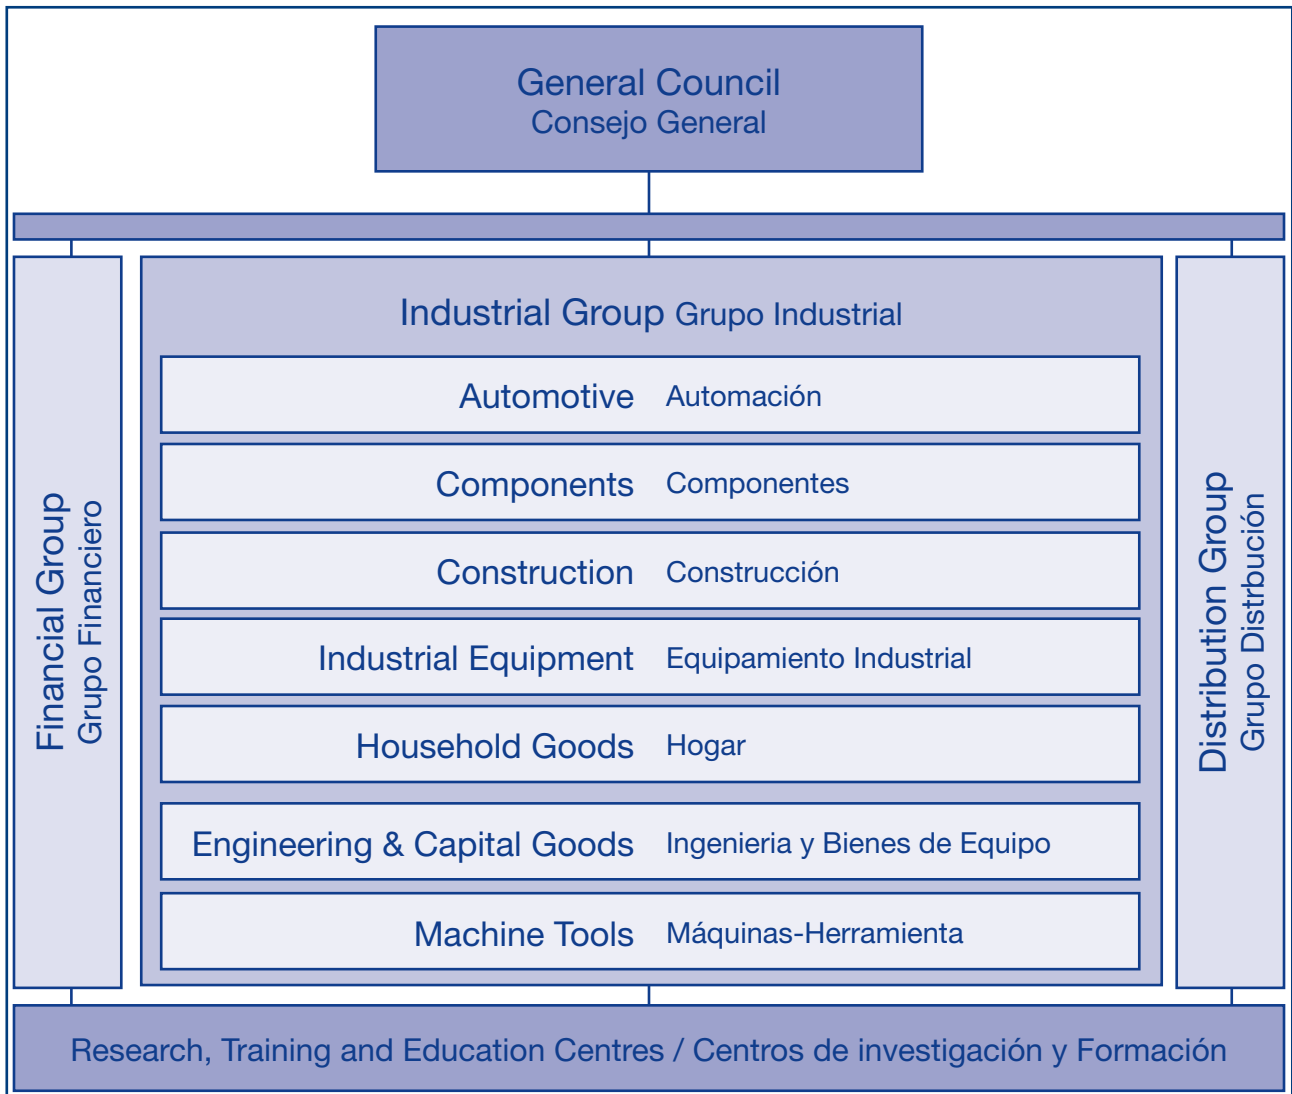 General Council
Consejo General
Industrial Group Grupo Industrial
Automotive Automación
Components Componentes
Construction Construcción
Industrial Equipment Equipamiento Industrial
Household Goods Hogar
Engineering & Capital Goods Ingenieria y Bienes de Equipo
Machine Tools Máquinas-Herramienta
Financial Group
Grupo Financiero
Distribution Group
Grupo Distrbución
Research, Training and Education Centres / Centros de investigación y Formación